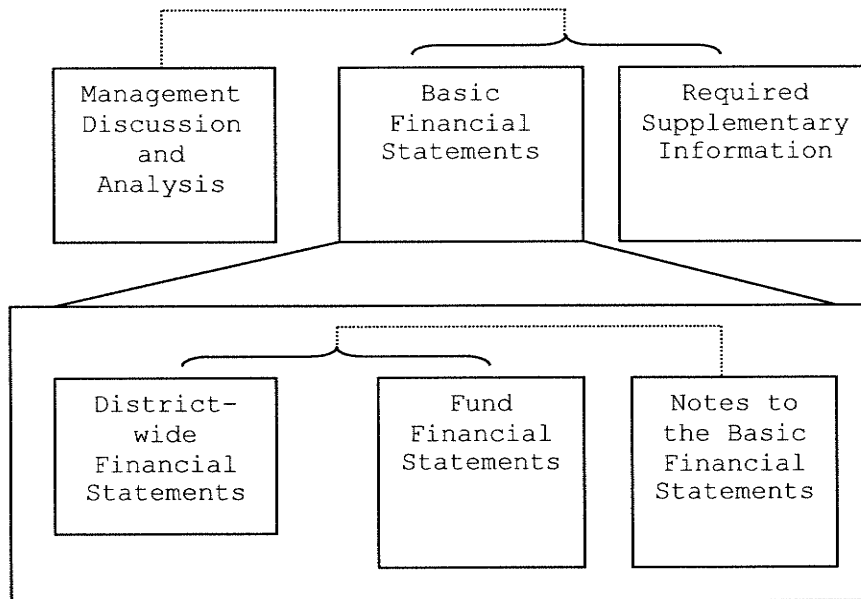 Management
Discussion
and
Analysis
Basic
Financial
Statements
Required
Supplementary
Information
District-
wide
Financial
Statements
Fund
Financial
Statements
Notes to
the Basic
Financial
Statements